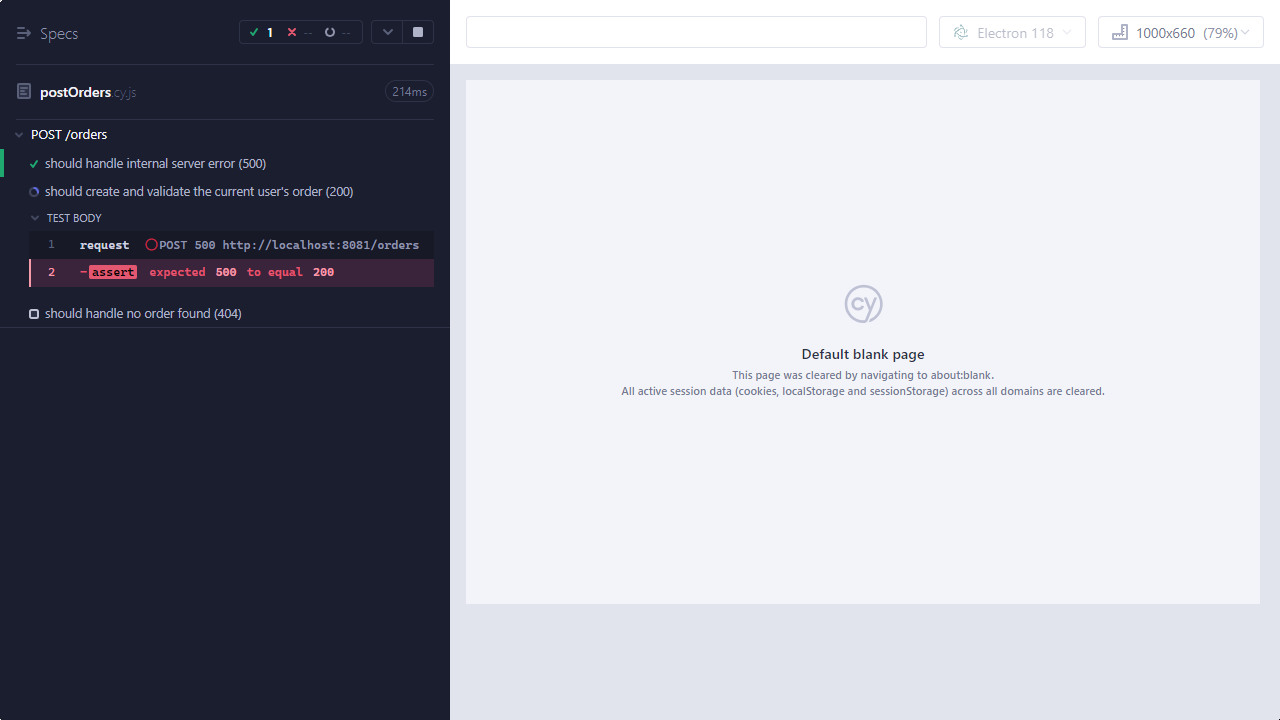 Specs
1 -- --
postOrders.cy.js 214ms
POST /orders
should handle internal server error (500)
should create and validate the current user's order (200)
TEST BODY
1 request POST 500 http://localhost:8081/orders
2 -assert expected 500 to equal 200
should handle no order found (404)
Electron 118
1000x660 (79%)
cy
Default blank page
This page was cleared by navigating to about:blank.
All active session data (cookies, localStorage and sessionStorage) across all domains are cleared.